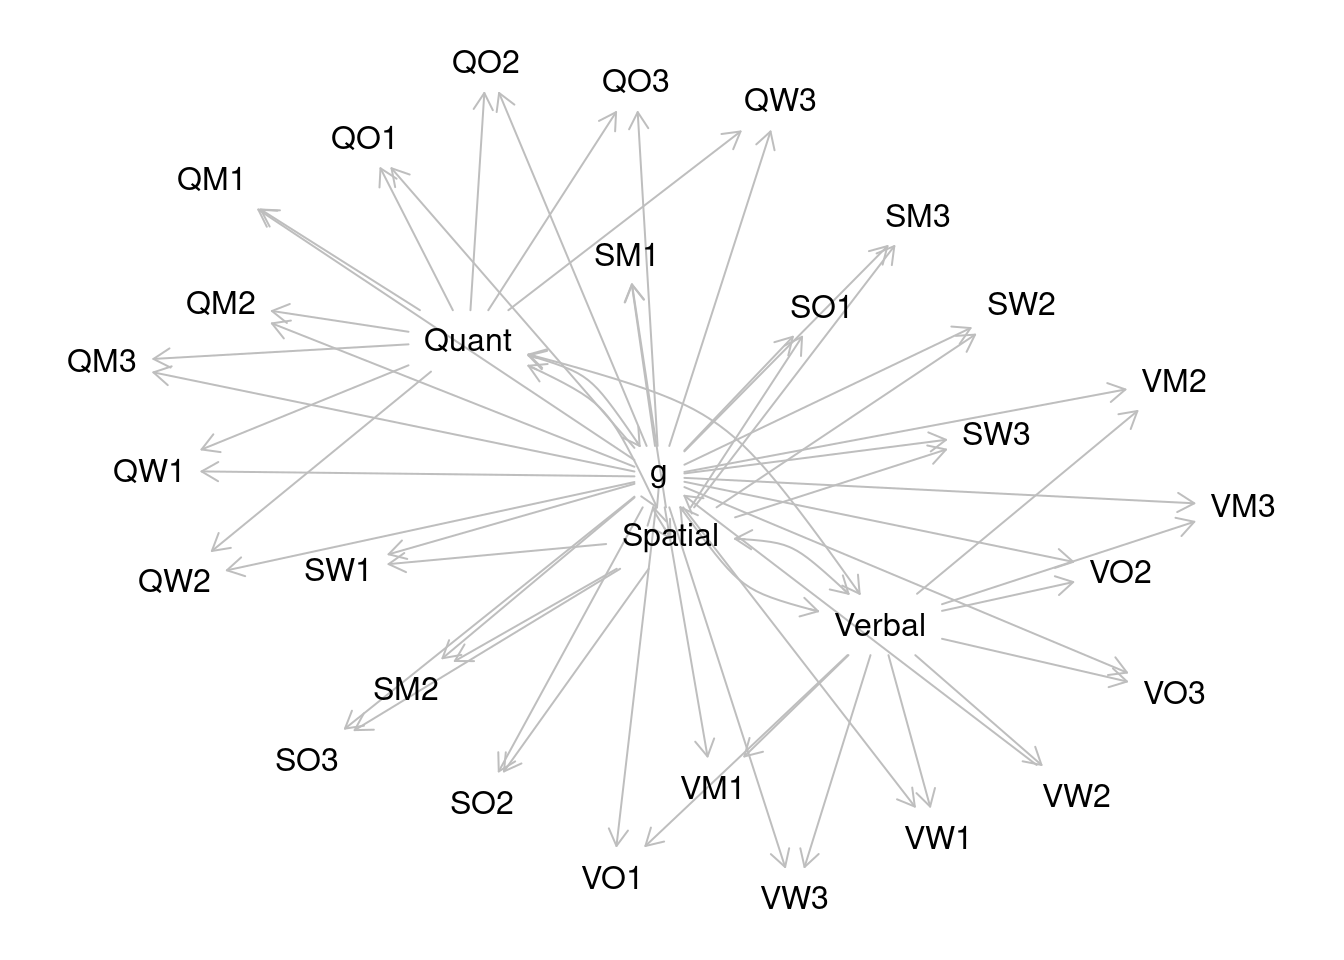 QO2
QO3
QW3
QO1
QM1
SM3
SM1
QM2
SO1
SW2
Quant
QM3
VM2
SW3
QW1
g
VM3
Spatial
QW2
SW1
VO2
Verbal
SM2
VO3
SO3
VM1
VW2
SO2
VW1
VO1
VW3